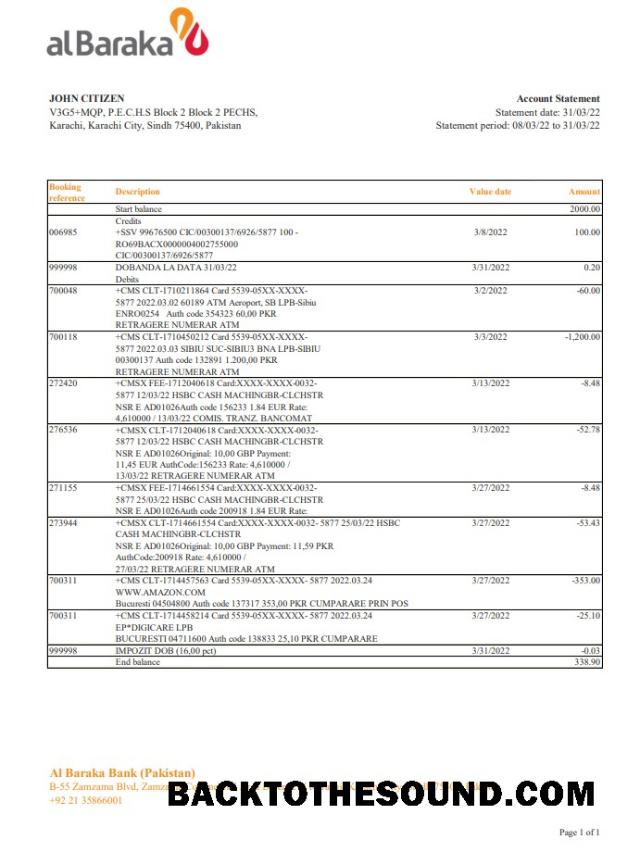 al Baraka
JOHN CITIZEN
V3G5+MQP, P.E.C.H.S Block 2 Block 2 PECHS,
Karachi, Karachi City, Sindh 75400, Pakistan
Account Statement
Statement date: 31/03/22
Statement period: 08/03/22 to 31/03/22
Booking reference Description Value date Amount
Start balance 2000.00
Credits
006985 +SSV 99676500 CIC/00300137/6926/5877 100 - 3/8/2022 100.00
RO69BACX0000004002755000
CIC/00300137/6926/5877
999998 DOBANDA LA DATA 31/03/22 3/31/2022 0.20
Debits
700048 +CMS CLT-1710211864 Card 5539-05XX-XXXX- 3/2/2022 -60.00
5877 2022.03.02 60189 ATM Aeroport, SB LPB-Sibiu
ENRO0254 Auth code 354323 60,00 PKR
RETRAGERE NUMERAR ATM
700118 +CMS CLT-1710450212 Card 5539-05XX-XXXX- 3/3/2022 -1,200.00
5877 2022.03.03 SIBIU SUC-SIBIU3 BNA LPB-SIBIU
00300137 Auth code 132891 1.200,00 PKR
RETRAGERE NUMERAR ATM
272420 +CMSX FEE-1712040618 Card:XXXX-XXXX-0032- 3/13/2022 -8.48
5877 12/03/22 HSBC CASH MACHINGBR-CLCHSTR
NSR E AD01026Auth code 156233 1.84 EUR Rate:
4,610000 / 13/03/22 COMIS. TRANZ. BANCOMAT
276536 +CMSX CLT-1712040618 Card:XXXX-XXXX-0032- 3/13/2022 -52.78
5877 12/03/22 HSBC CASH MACHINGBR-CLCHSTR
NSR E AD01026Original: 10,00 GBP Payment:
11,45 EUR AuthCode:156233 Rate: 4,610000 /
13/03/22 RETRAGERE NUMERAR ATM
271155 +CMSX FEE-1714661554 Card:XXXX-XXXX-0032- 3/27/2022 -8.48
5877 25/03/22 HSBC CASH MACHINGBR-CLCHSTR
NSR E AD01026Auth code 200918 1.84 EUR Rate:
273944 +CMSX CLT-1714661554 Card:XXXX-XXXX-0032- 5877 25/03/22 HSBC 3/27/2022 -53.43
CASH MACHINGBR-CLCHSTR
NSR E AD01026Original: 10,00 GBP Payment: 11,59 PKR
AuthCode:200918 Rate: 4,610000 /
27/03/22 RETRAGERE NUMERAR ATM
700311 +CMS CLT-1714457563 Card 5539-05XX-XXXX- 5877 2022.03.24 3/27/2022 -353.00
WWW.AMAZON.COM
Bucuresti 04504800 Auth code 137317 353,00 PKR CUMPARARE PRIN POS
700311 +CMS CLT-1714458214 Card 5539-05XX-XXXX- 5877 2022.03.24 3/27/2022 -25.10
EP*DIGICARE LPB
BUCURESTI 04711600 Auth code 138833 25,10 PKR CUMPARARE
999998 IMPOZIT DOB (16,00 pct) 3/31/2022 -0.03
End balance 338.90
Al Baraka Bank (Pakistan)
B-55 Zamzama Blvd,
+92 21 35866001
BACKTOTHESOUND.COM
Page 1 of 1